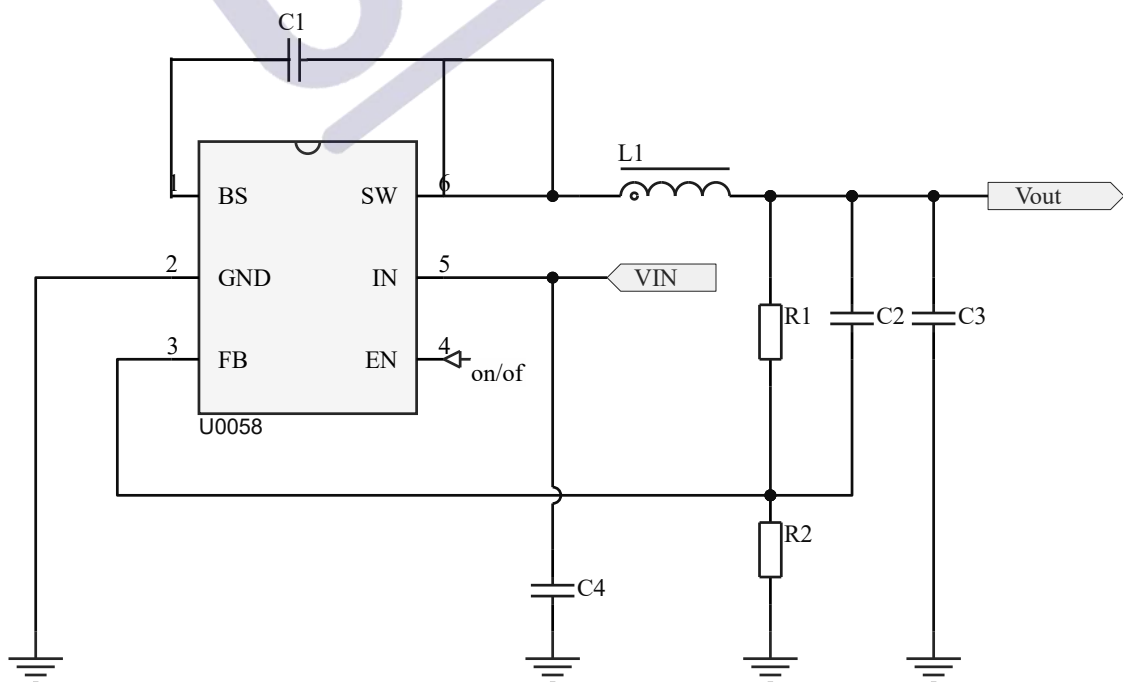 C1
L1
1
BS
SW
6
Vout
2
GND
IN
5
VIN
R1
C2
C3
3
FB
EN
4
on/of
U0058
R2
C4